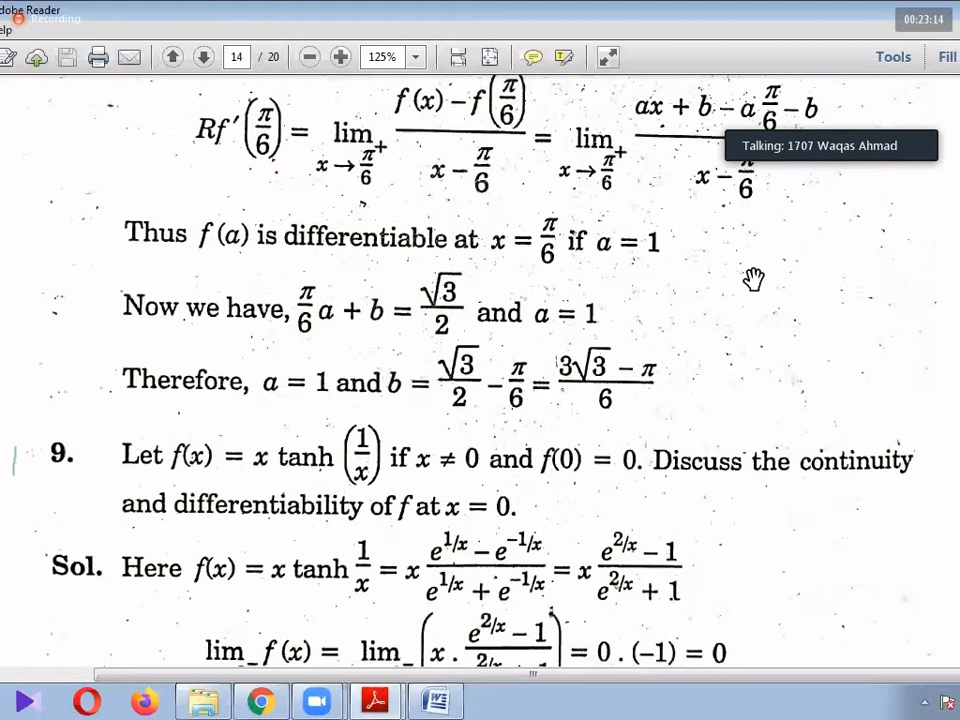 dobe Reader
Recording
00:23:14
elp
14 / 20
125%
Tools
Fill
Rf′(π/6) = lim x→π/6+ (f(x) − f(π/6))/(x − π/6) = lim x→π/6+ (ax + b − a π/6 − b)/(x − π/6)
Talking: 1707 Waqas Ahmad
Thus f(a) is differentiable at x = π/6 if a = 1
Now we have, π/6 a + b = √3/2 and a = 1
Therefore, a = 1 and b = √3/2 − π/6 = (3√3 − π)/6
9. Let f(x) = x tanh (1/x) if x ≠ 0 and f(0) = 0. Discuss the continuity
and differentiability of f at x = 0.
Sol. Here f(x) = x tanh 1/x = x (e^1/x − e^−1/x)/(e^1/x + e^−1/x) = x (e^2/x − 1)/(e^2/x + 1)
lim_ f(x) = lim_ (x . (e^2/x − 1)/ = 0 . (−1) = 0